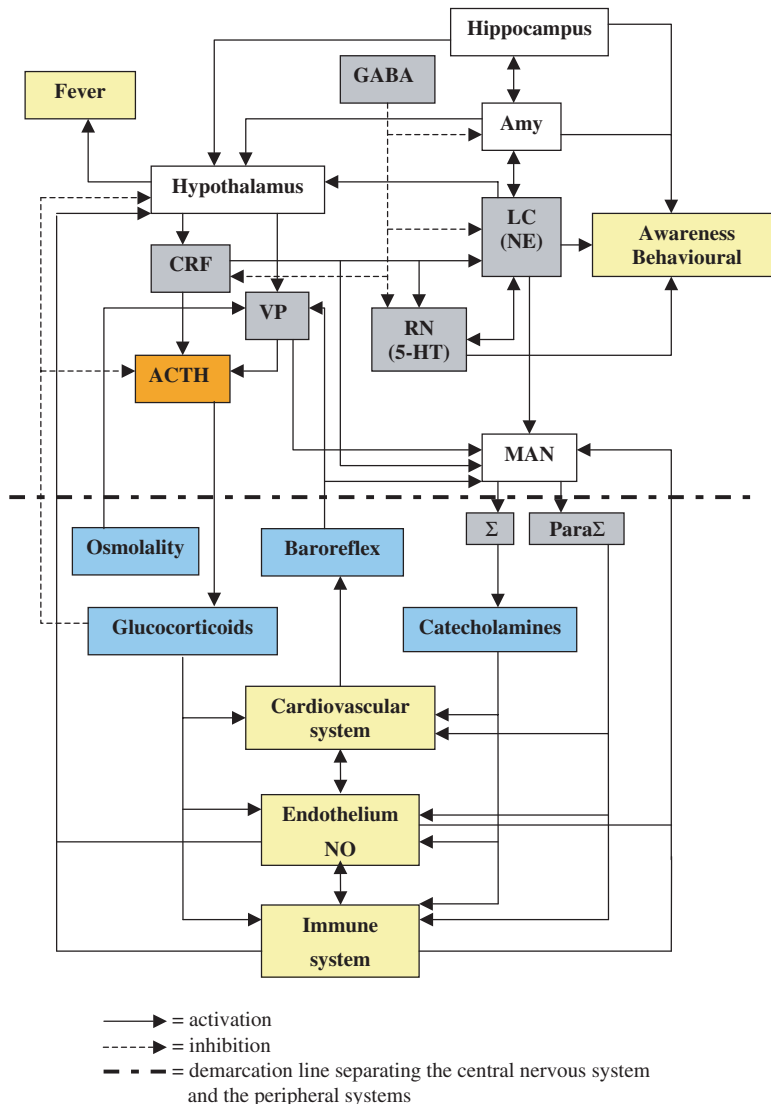 Hippocampus
GABA
Fever
Amy
Hypothalamus
LC
(NE)
Awareness
Behavioural
CRF
VP
RN
(5-HT)
ACTH
MAN
Osmolality
Baroreflex
Σ
ParaΣ
Glucocorticoids
Catecholamines
Cardiovascular
system
Endothelium
NO
Immune
system
= activation
= inhibition
= demarcation line separating the central nervous system
and the peripheral systems